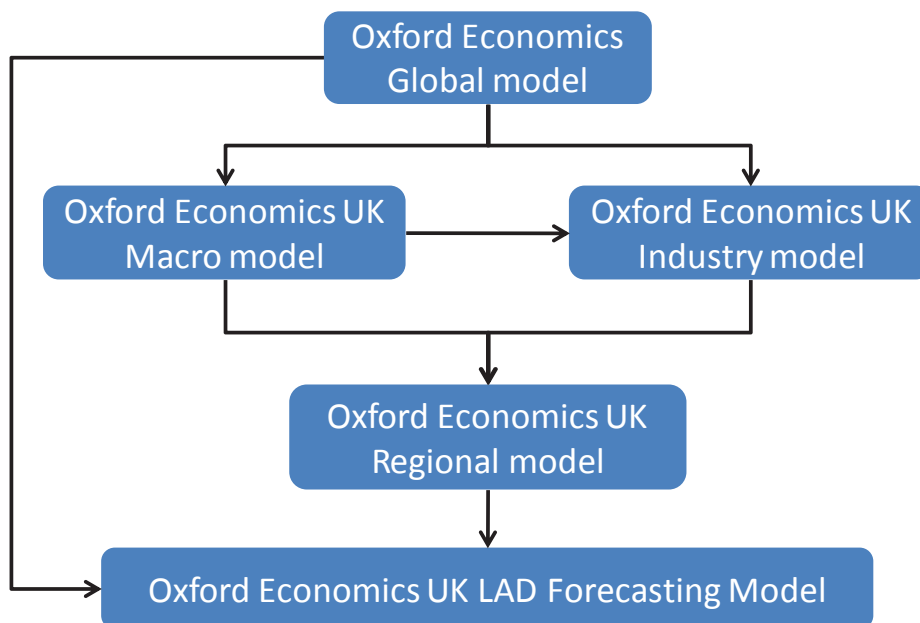 Oxford Economics
Global model
Oxford Economics UK
Macro model
Oxford Economics UK
Industry model
Oxford Economics UK
Regional model
Oxford Economics UK LAD Forecasting Model